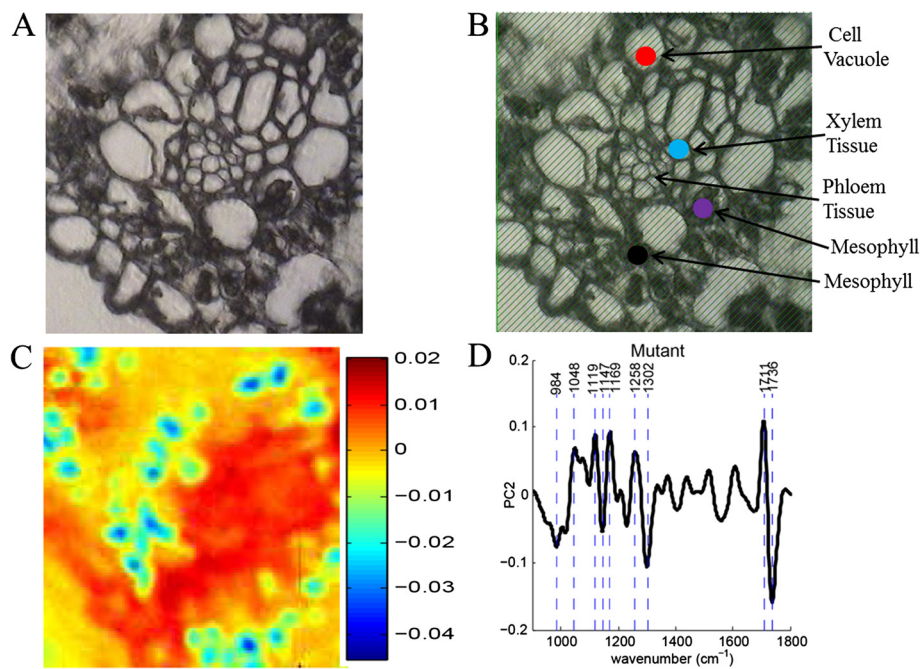 A
B
Cell
Vacuole
Xylem
Tissue
Phloem
Tissue
Mesophyll
Mesophyll
C
0.02
0.01
0
−0.01
−0.02
−0.03
−0.04
D
Mutant
984
1048
1119
1147
1169
1258
1302
1711
1736
0.2
0.1
0
−0.1
−0.2
PC2
1000
1200
1400
1600
1800
wavenumber (cm⁻¹)